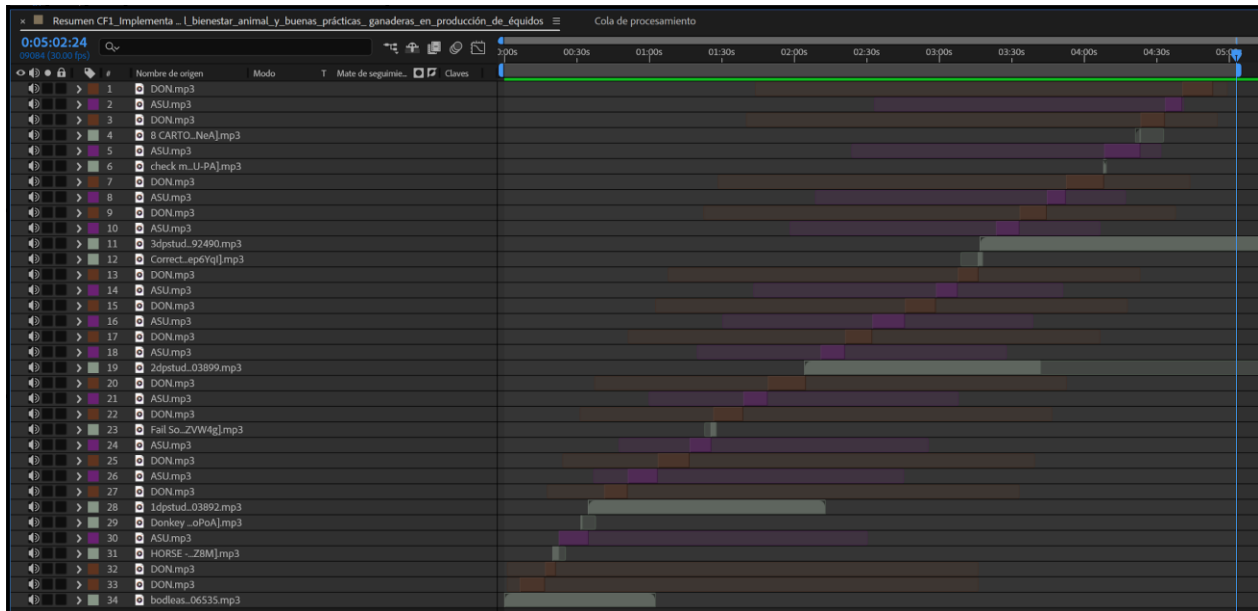 Resumen CF1_Implementa ... l_bienestar_animal_y_buenas_prácticas_ ganaderas_en_producción_de_équidos Cola de procesamiento
0:05:02:24
09084 (30.00 fps)
0:00s 00:30s 01:00s 01:30s 02:00s 02:30s 03:00s 03:30s 04:00s 04:30s 05:0
# Nombre de origen Modo T Mate de seguimie... Claves
1 DON.mp3
2 ASU.mp3
3 DON.mp3
4 8 CARTO...NeA].mp3
5 ASU.mp3
6 check m...U-PA].mp3
7 DON.mp3
8 ASU.mp3
9 DON.mp3
10 ASU.mp3
11 3dpstud...92490.mp3
12 Correct...ep6YqI].mp3
13 DON.mp3
14 ASU.mp3
15 DON.mp3
16 ASU.mp3
17 DON.mp3
18 ASU.mp3
19 2dpstud...03899.mp3
20 DON.mp3
21 ASU.mp3
22 DON.mp3
23 Fail So...ZVW4g].mp3
24 ASU.mp3
25 DON.mp3
26 ASU.mp3
27 DON.mp3
28 1dpstud...03892.mp3
29 Donkey ...oPoA].mp3
30 ASU.mp3
31 HORSE -...Z8M].mp3
32 DON.mp3
33 DON.mp3
34 bodleas...06535.mp3